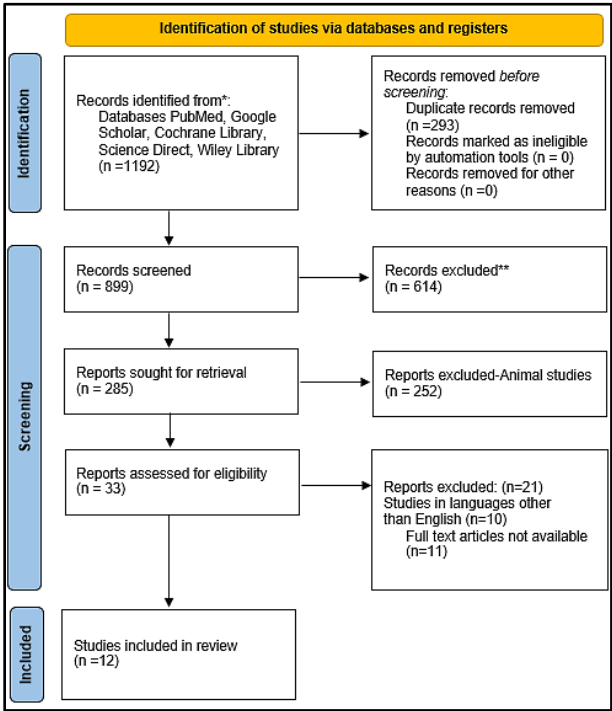 Identification of studies via databases and registers
Identification
Records identified from*:
Databases PubMed, Google
Scholar, Cochrane Library,
Science Direct, Wiley Library
(n =1192)
Records removed before
screening:
Duplicate records removed
(n =293)
Records marked as ineligible
by automation tools (n = 0)
Records removed for other
reasons (n =0)
Screening
Records screened
(n = 899)
Records excluded**
(n = 614)
Reports sought for retrieval
(n = 285)
Reports excluded-Animal studies
(n = 252)
Reports assessed for eligibility
(n = 33)
Reports excluded: (n=21)
Studies in languages other
than English (n=10)
Full text articles not available
(n=11)
Included
Studies included in review
(n =12)